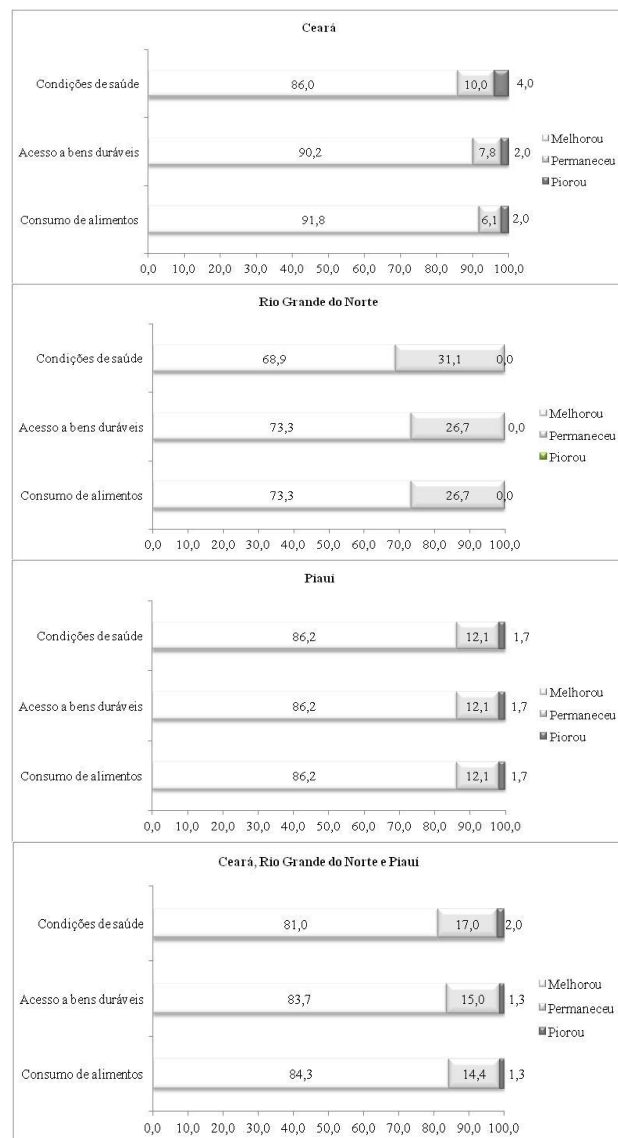 Ceará
Condições de saúde 86,0 10,0 4,0
Acesso a bens duráveis 90,2 7,8 2,0
Consumo de alimentos 91,8 6,1 2,0
0,0 10,0 20,0 30,0 40,0 50,0 60,0 70,0 80,0 90,0 100,0
Melhorou
Permaneceu
Piorou
Rio Grande do Norte
Condições de saúde 68,9 31,1 0,0
Acesso a bens duráveis 73,3 26,7 0,0
Consumo de alimentos 73,3 26,7 0,0
0,0 10,0 20,0 30,0 40,0 50,0 60,0 70,0 80,0 90,0 100,0
Melhorou
Permaneceu
Piorou
Piauí
Condições de saúde 86,2 12,1 1,7
Acesso a bens duráveis 86,2 12,1 1,7
Consumo de alimentos 86,2 12,1 1,7
0,0 10,0 20,0 30,0 40,0 50,0 60,0 70,0 80,0 90,0 100,0
Melhorou
Permaneceu
Piorou
Ceará, Rio Grande do Norte e Piauí
Condições de saúde 81,0 17,0 2,0
Acesso a bens duráveis 83,7 15,0 1,3
Consumo de alimentos 84,3 14,4 1,3
0,0 10,0 20,0 30,0 40,0 50,0 60,0 70,0 80,0 90,0 100,0
Melhorou
Permaneceu
Piorou